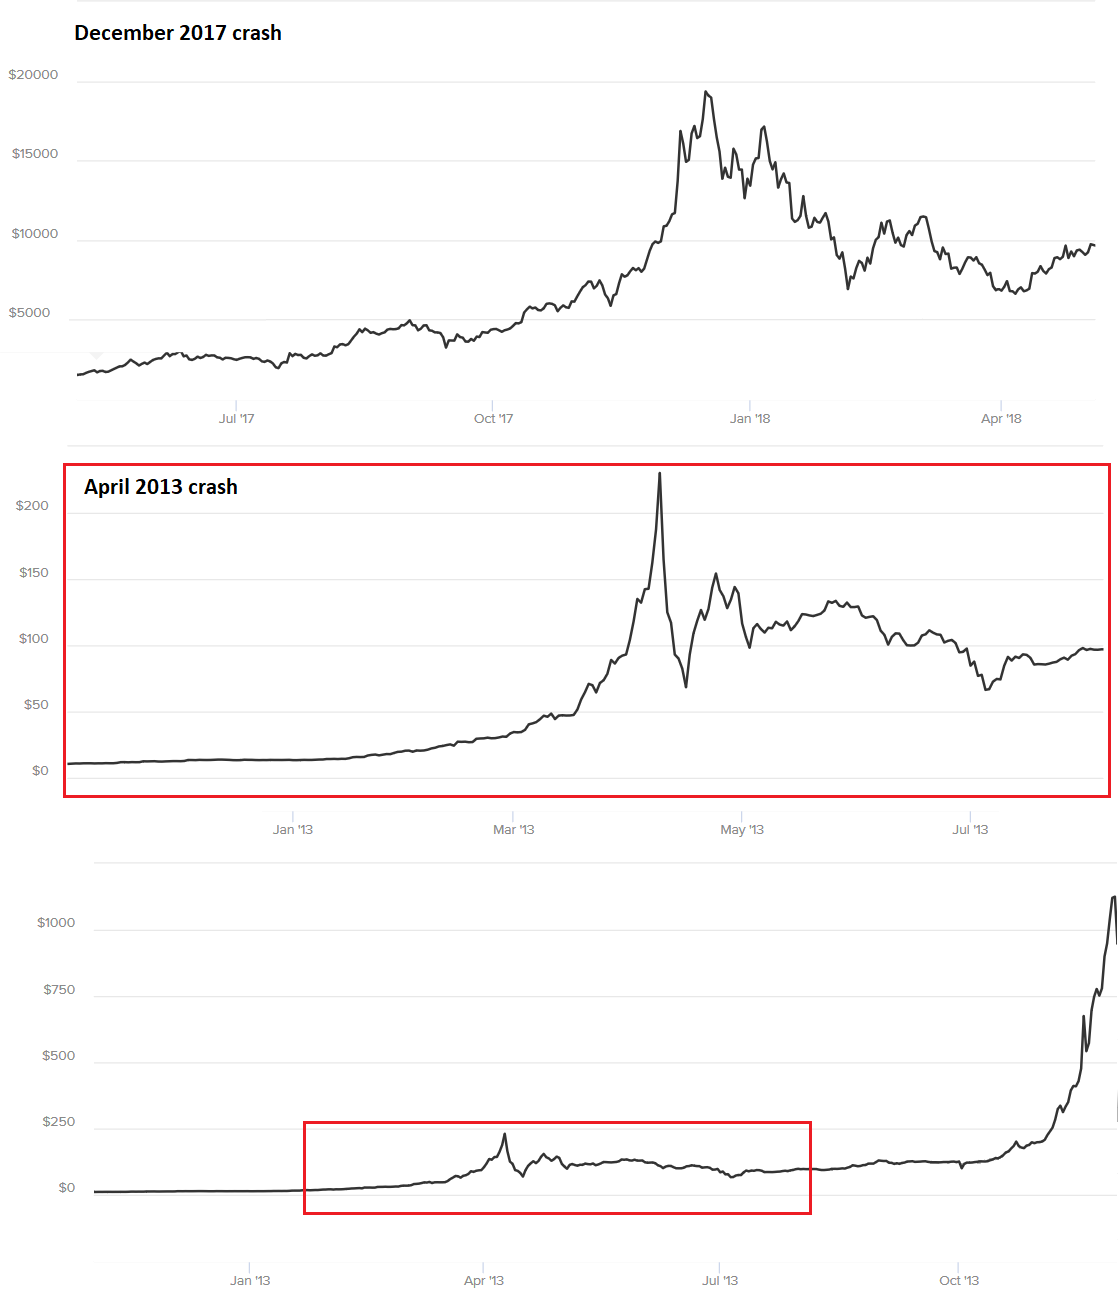 December 2017 crash
$20000
$15000
$10000
$5000
Jul '17 Oct '17 Jan '18 Apr '18
April 2013 crash
$200
$150
$100
$50
$0
Jan '13 Mar '13 May '13 Jul '13
$1000
$750
$500
$250
$0
Jan '13 Apr '13 Jul '13 Oct '13